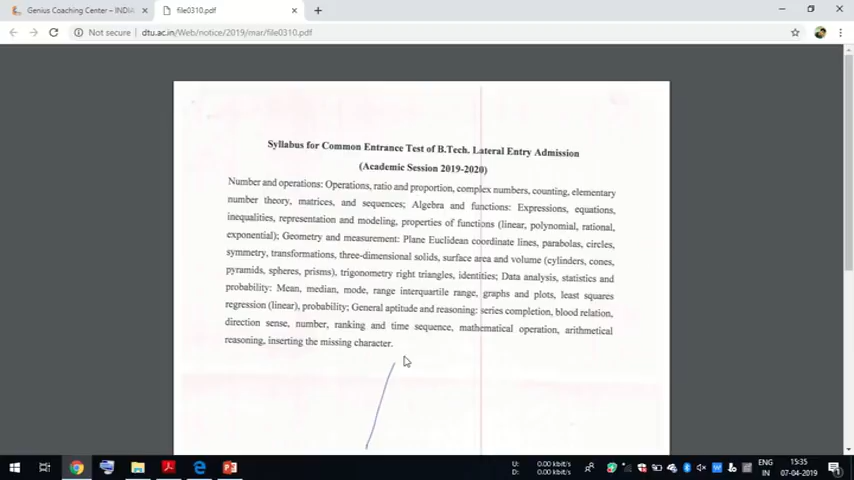 Genius Coaching Center – INDIA
file0310.pdf
Not secure | dtu.ac.in/Web/notice/2019/mar/file0310.pdf
Syllabus for Common Entrance Test of B.Tech. Lateral Entry Admission
(Academic Session 2019-2020)
Number and operations: Operations, ratio and proportion, complex numbers, counting, elementary
number theory, matrices, and sequences; Algebra and functions: Expressions, equations,
inequalities, representation and modeling, properties of functions (linear, polynomial, rational,
exponential); Geometry and measurement: Plane Euclidean coordinate lines, parabolas, circles,
symmetry, transformations, three-dimensional solids, surface area and volume (cylinders, cones,
pyramids, spheres, prisms), trigonometry right triangles, identities; Data analysis, statistics and
probability: Mean, median, mode, range interquartile range, graphs and plots, least squares
regression (linear), probability; General aptitude and reasoning: series completion, blood relation,
direction sense, number, ranking and time sequence, mathematical operation, arithmetical
reasoning, inserting the missing character.
U: 0.00 kbit/s
D: 0.00 kbit/s
ENG
IN
15:35
07-04-2019